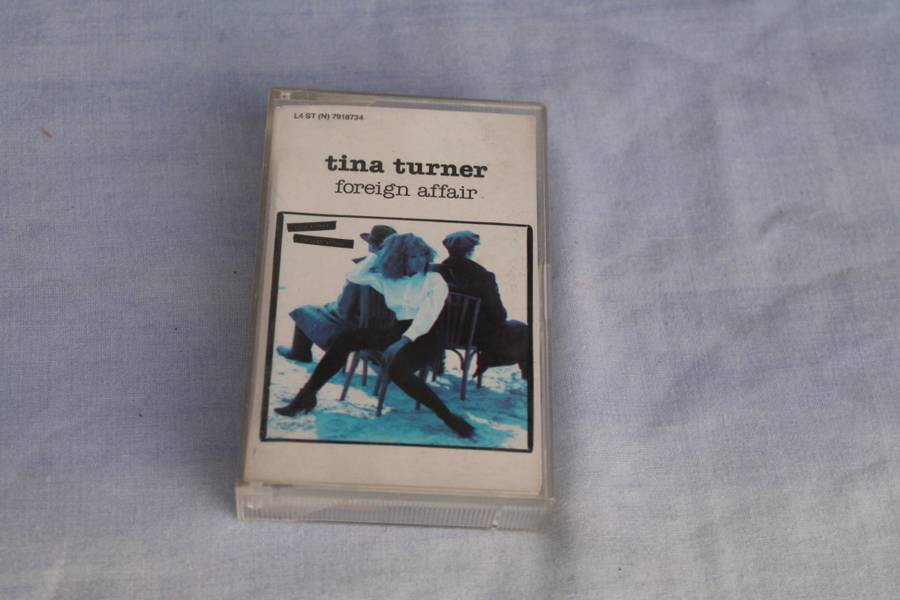 L4 ST (N) 7918734
tina turner
foreign affair